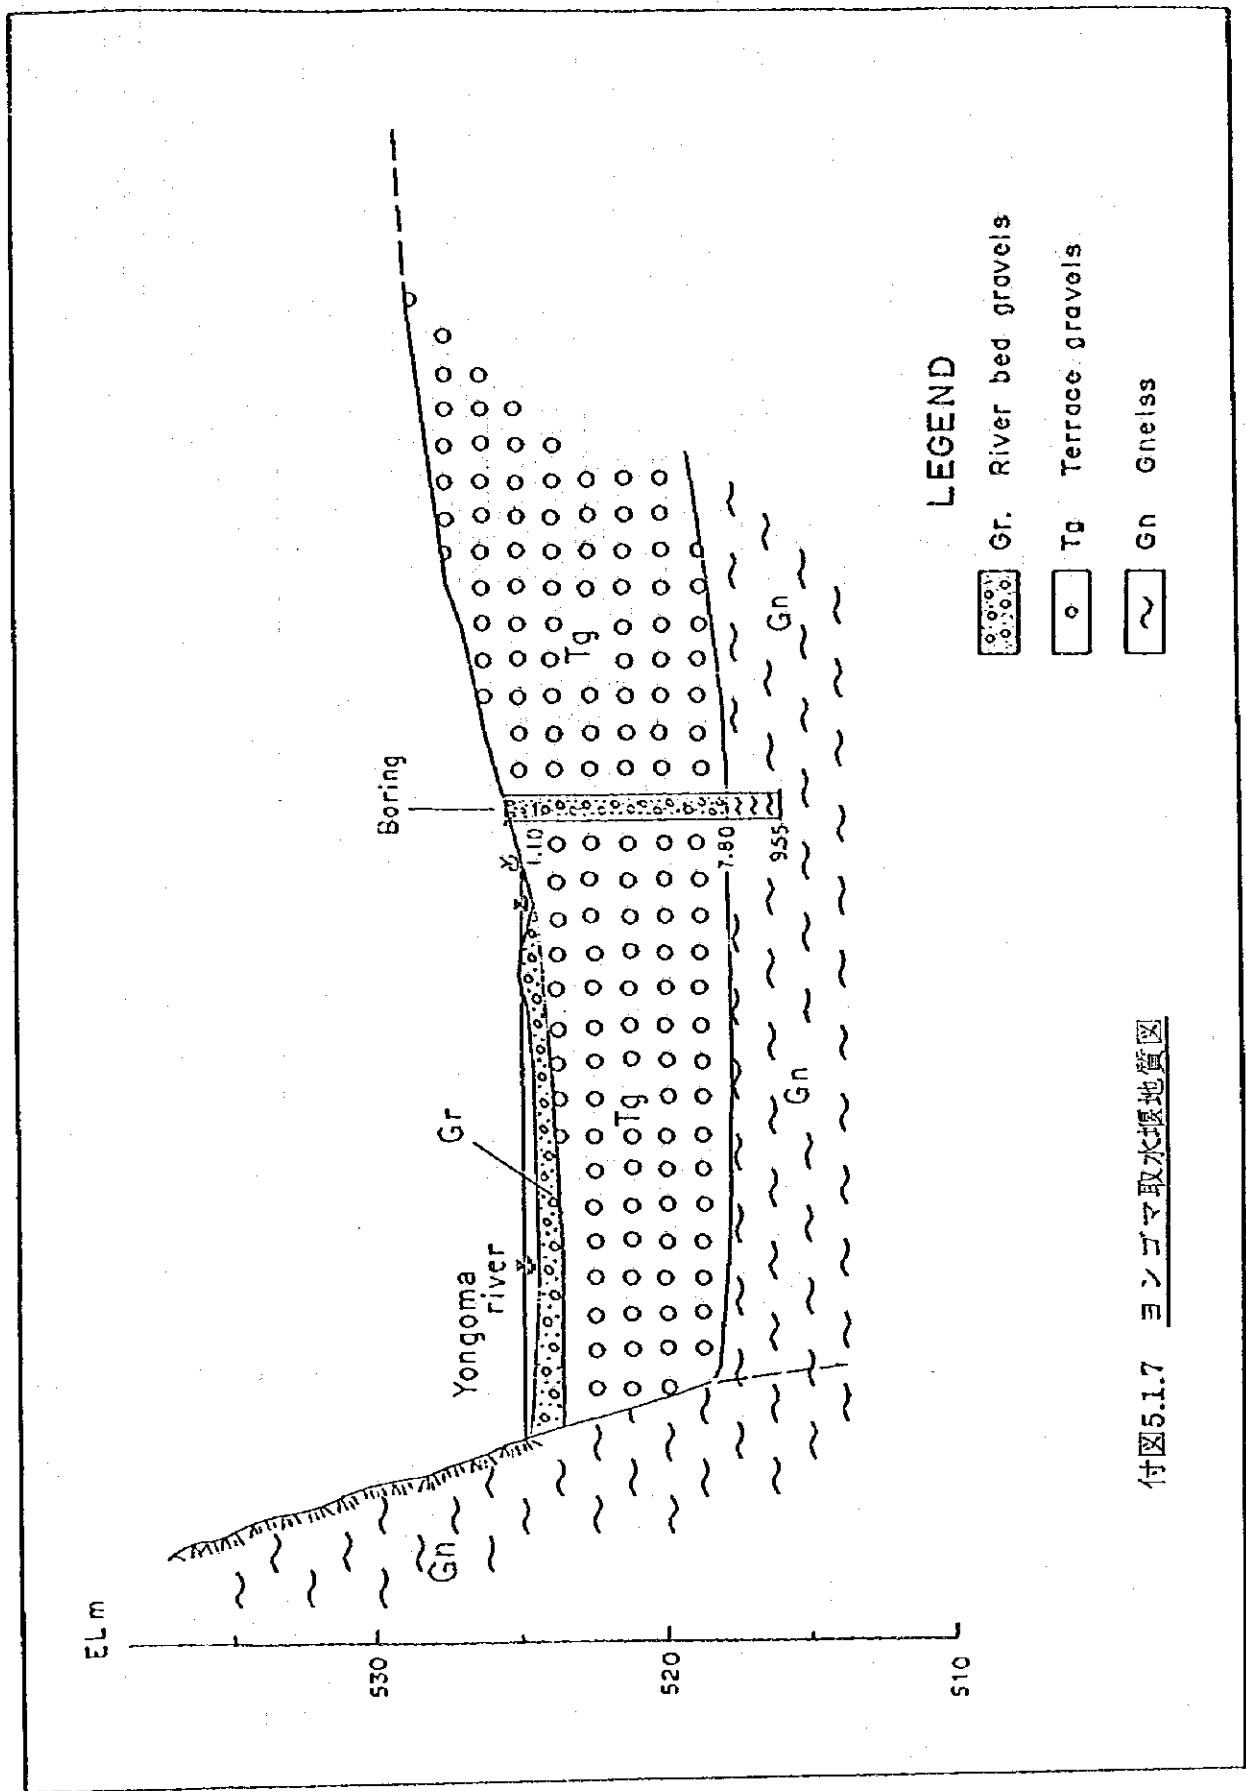 EL m
530
520
510
Gn
Yongoma
river
Gr
Boring
1.10
7.80
9.55
Tg
Tg
Gn
Gn
LEGEND
Gr. River bed gravels
Tg Terrace gravels
Gn Gneiss
付図5.1.7 ヨンゴマ取水堰地質図